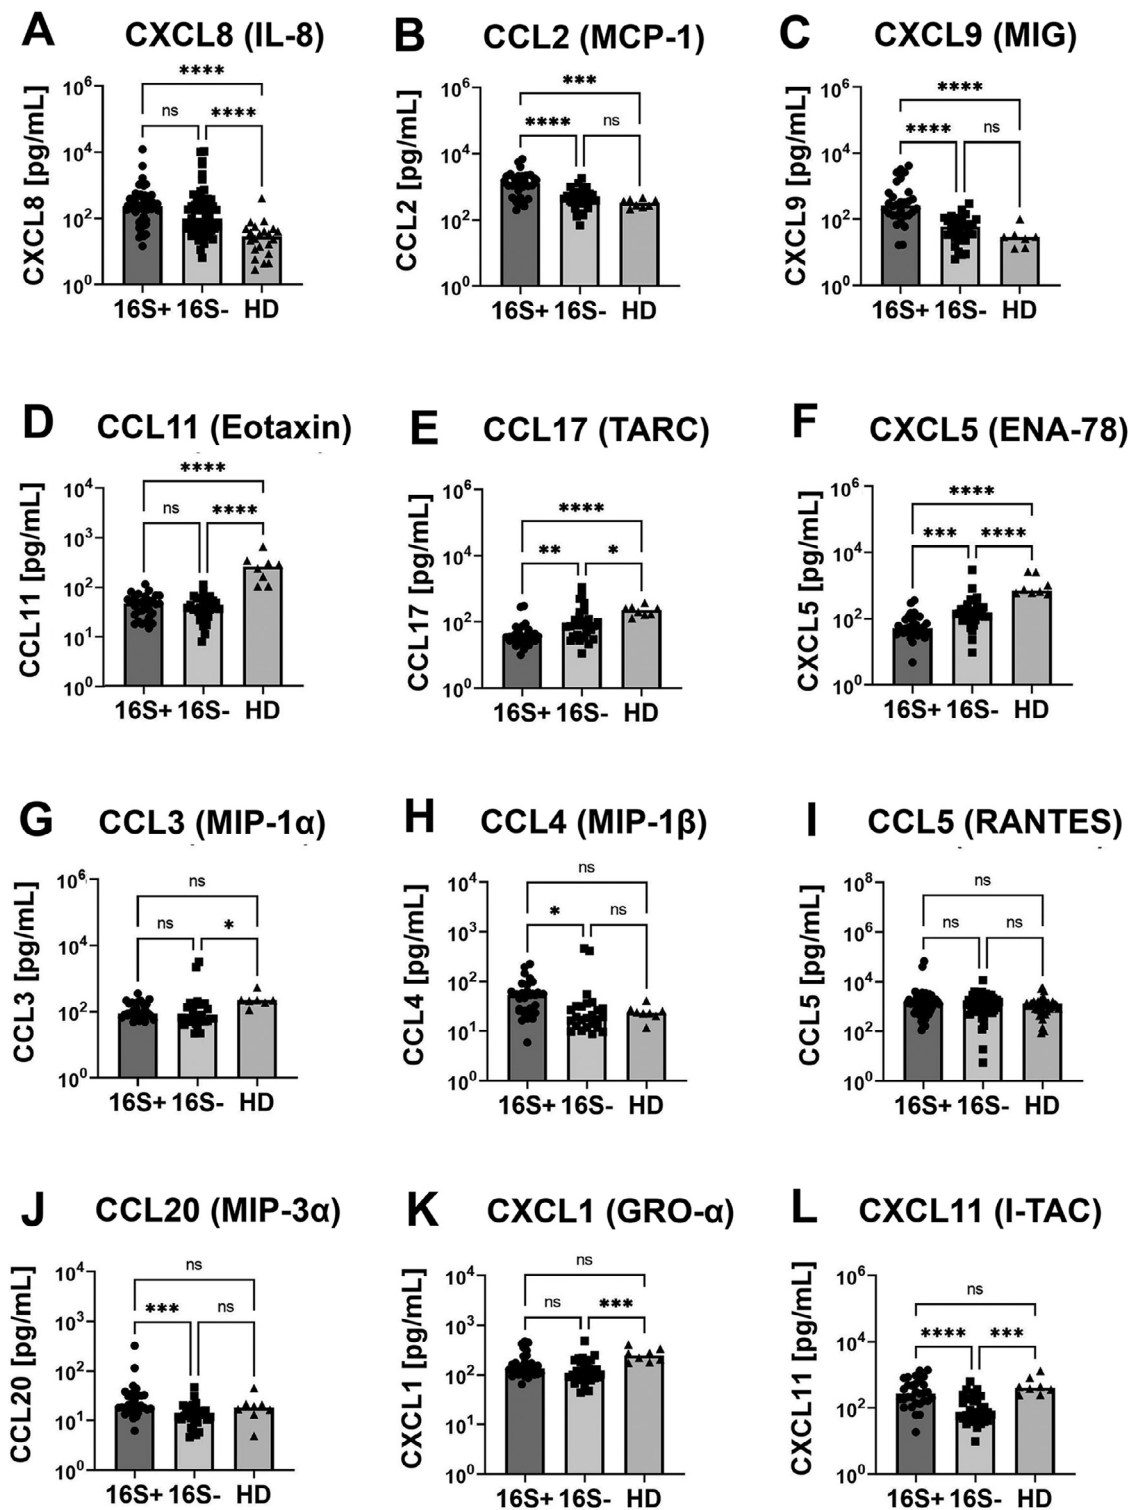 A CXCL8 (IL-8)
CXCL8 [pg/mL]
10^6
10^4
10^2
10^0
****
ns ****
16S+ 16S- HD
B CCL2 (MCP-1)
CCL2 [pg/mL]
10^6
10^4
10^2
10^0
***
**** ns
16S+ 16S- HD
C CXCL9 (MIG)
CXCL9 [pg/mL]
10^6
10^4
10^2
10^0
****
**** ns
16S+ 16S- HD
D CCL11 (Eotaxin)
CCL11 [pg/mL]
10^4
10^3
10^2
10^1
10^0
****
ns ****
16S+ 16S- HD
E CCL17 (TARC)
CCL17 [pg/mL]
10^6
10^4
10^2
10^0
****
** *
16S+ 16S- HD
F CXCL5 (ENA-78)
CXCL5 [pg/mL]
10^6
10^4
10^2
10^0
****
*** ****
16S+ 16S- HD
G CCL3 (MIP-1α)
CCL3 [pg/mL]
10^6
10^4
10^2
10^0
ns
ns *
16S+ 16S- HD
H CCL4 (MIP-1β)
CCL4 [pg/mL]
10^4
10^3
10^2
10^1
10^0
ns
* ns
16S+ 16S- HD
I CCL5 (RANTES)
CCL5 [pg/mL]
10^8
10^6
10^4
10^2
10^0
ns
ns ns
16S+ 16S- HD
J CCL20 (MIP-3α)
CCL20 [pg/mL]
10^4
10^3
10^2
10^1
10^0
ns
*** ns
16S+ 16S- HD
K CXCL1 (GRO-α)
CXCL1 [pg/mL]
10^4
10^3
10^2
10^1
10^0
ns
ns ***
16S+ 16S- HD
L CXCL11 (I-TAC)
CXCL11 [pg/mL]
10^6
10^4
10^2
10^0
ns
**** ***
16S+ 16S- HD